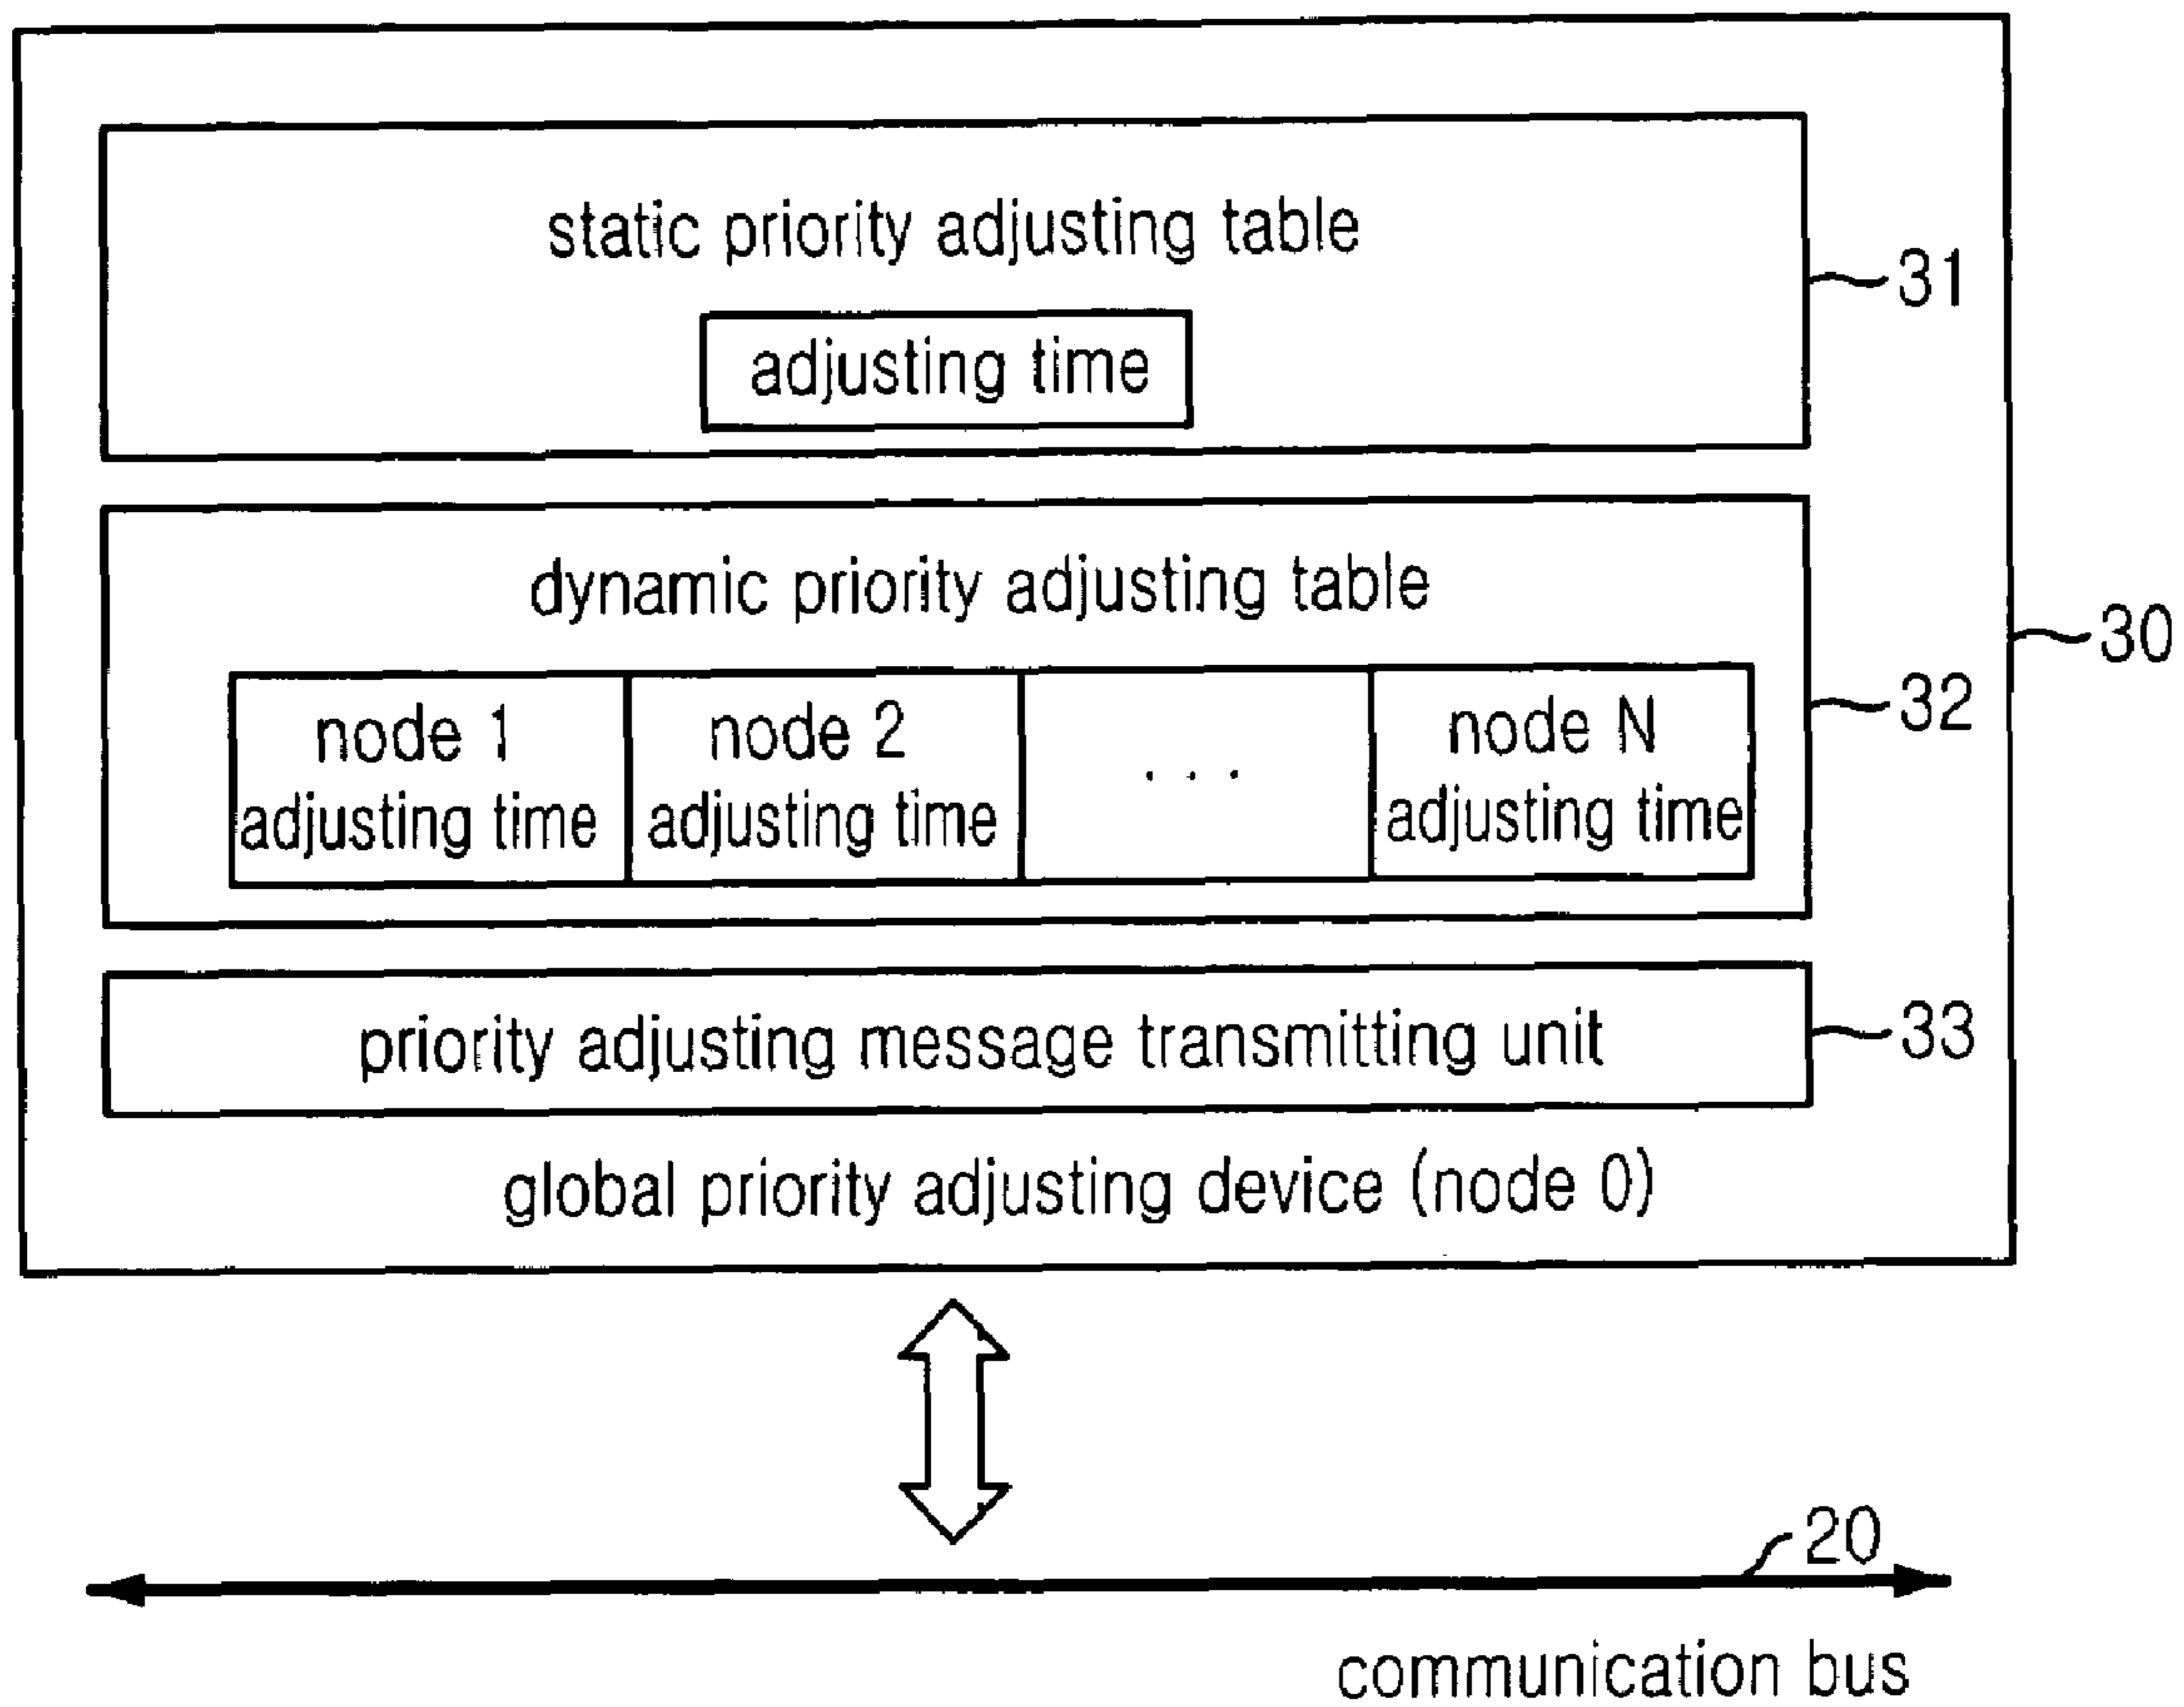 static priority adjusting table
31
adjusting time
dynamic priority adjusting table
30
32
node 1
adjusting time
node 2
adjusting time
. . .
node N
adjusting time
priority adjusting message transmitting unit
33
global priority adjusting device (node 0)
20
communication bus